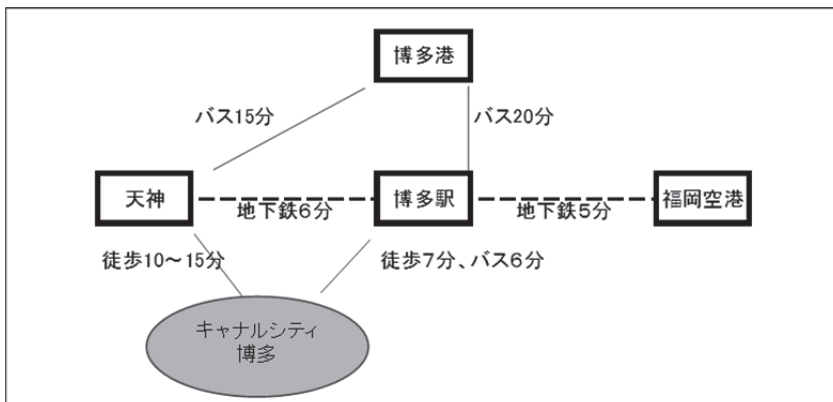 博多港
バス15分
バス20分
天神
地下鉄6分
博多駅
地下鉄5分
福岡空港
徒歩10~15分
徒歩7分、バス6分
キャナルシティ
博多